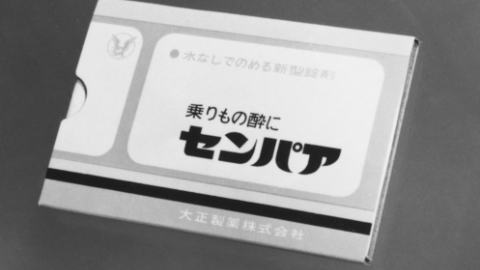 ●水なしでのめる新型錠剤
乗りもの酔に
センパア
大正製薬株式会社